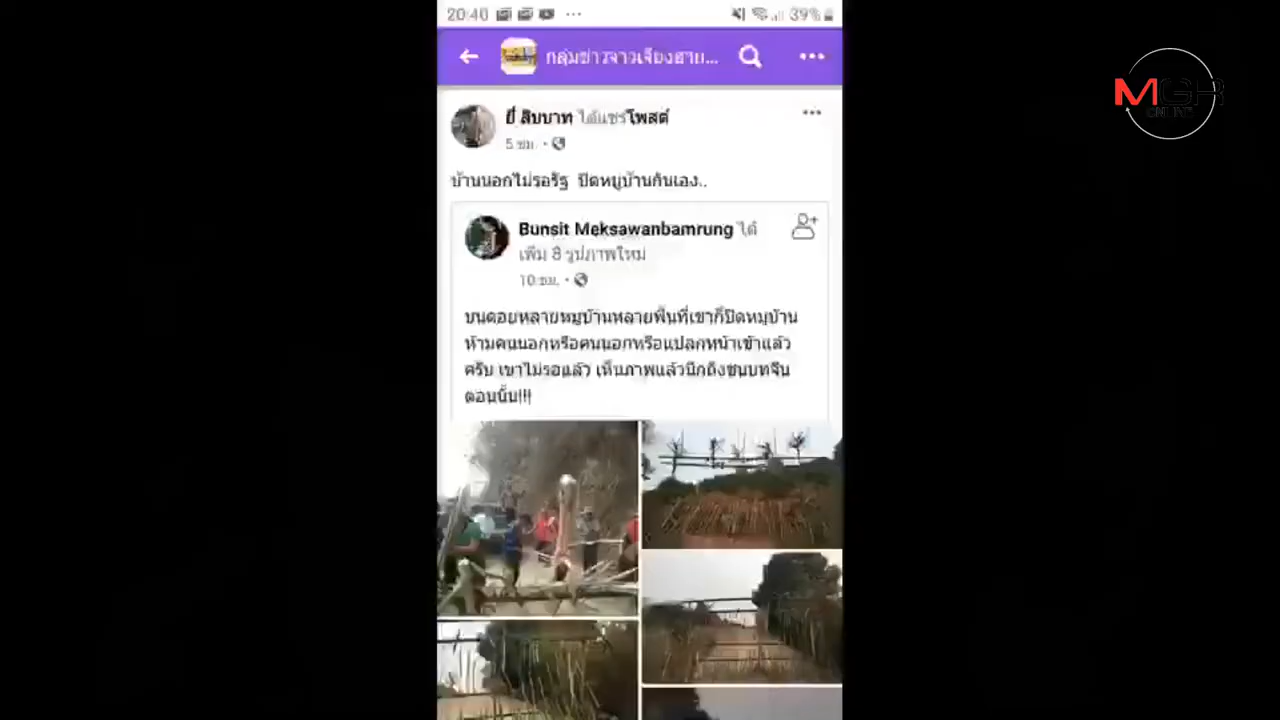 20:40
39%
กลุ่มข่าวจาวเจียงฮาย...
MGR
ONLINE
ยี่ สิบบาท ได้แชร์โพสต์
5 ชม.
บ้านนอกไม่รอรัฐ ปิดหมู่บ้านกันเอง..
Bunsit Meksawanbamrung ได้
เพิ่ม 8 รูปภาพใหม่
10 ชม.
บนดอยหลายหมู่บ้านหลายพื้นที่เขาก็ปิดหมู่บ้าน
ห้ามคนนอกหรือคนนอกหรือแปลกหน้าเข้าแล้ว
ครับ เขาไม่รอแล้ว เห็นภาพแล้วนึกถึงชนบทจีน
ตอนนั้น!!!